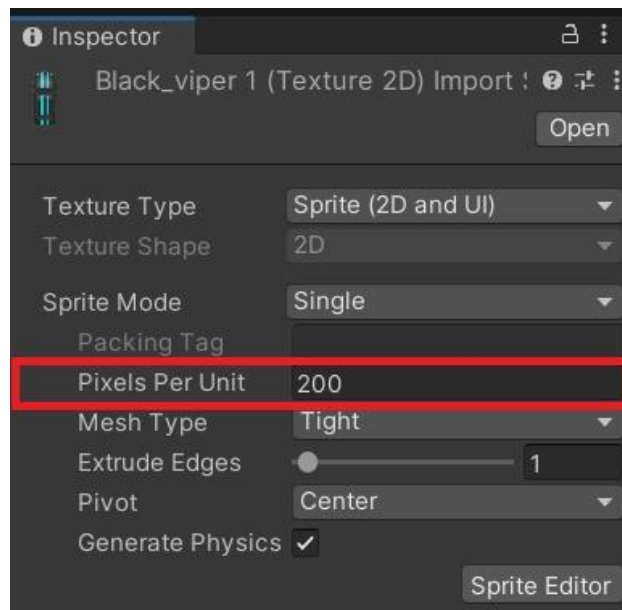 Inspector
Black_viper 1 (Texture 2D) Import
Open
Texture Type Sprite (2D and UI)
Texture Shape 2D
Sprite Mode Single
Packing Tag
Pixels Per Unit 200
Mesh Type Tight
Extrude Edges 1
Pivot Center
Generate Physics
Sprite Editor